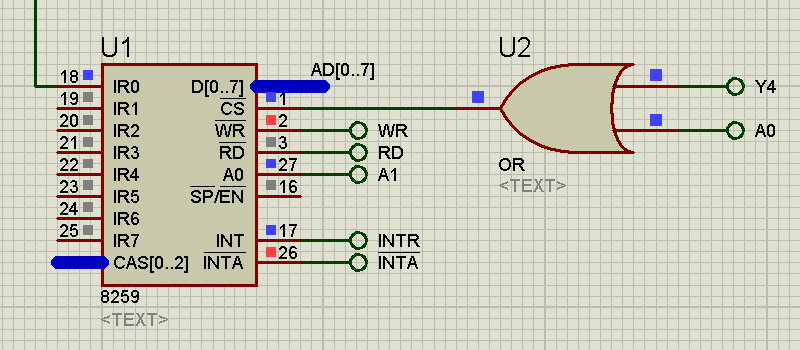 U1
18 IR0 D[0..7] AD[0..7]
19 IR1 CS 1
20 IR2 WR 2 WR
21 IR3 RD 3 RD
22 IR4 A0 27 A1
23 IR5 SP/EN 16
24 IR6
25 IR7 INT 17 INTR
CAS[0..2] INTA 26 INTA
8259
<TEXT>
U2
Y4
A0
OR
<TEXT>